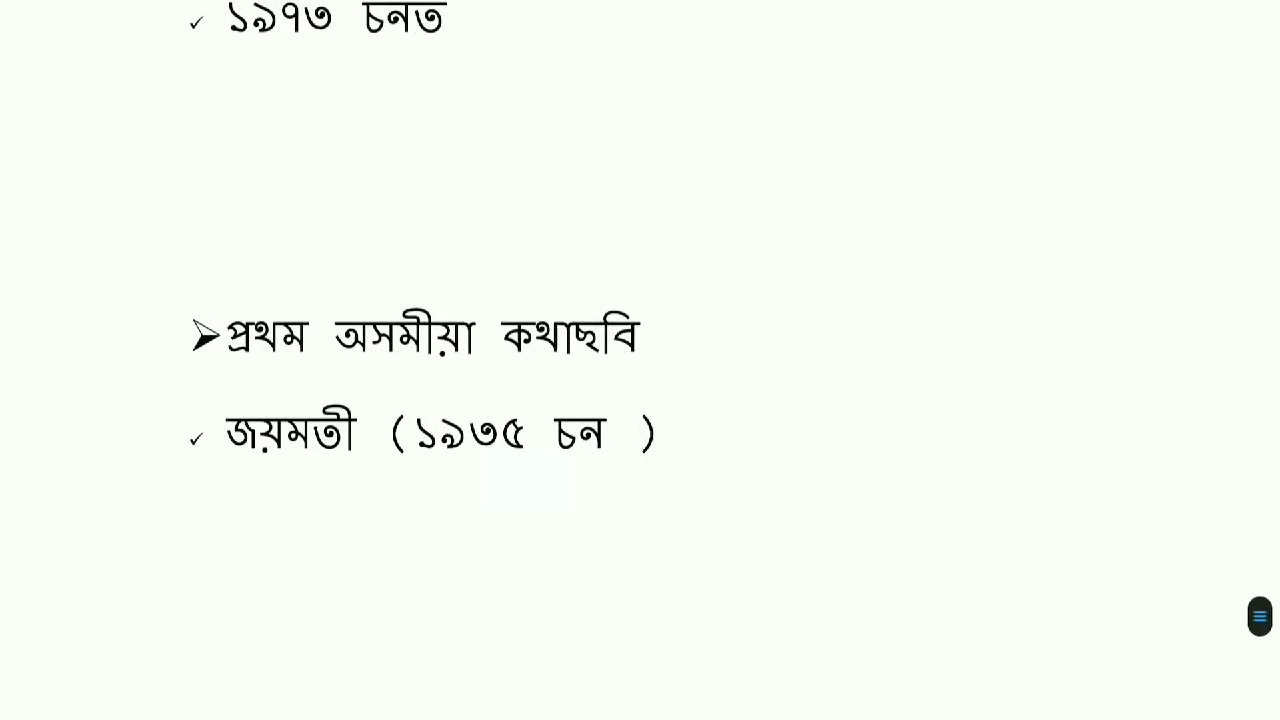 ১৯৭৩ চনত
প্ৰথম অসমীয়া কথাছবি
জয়মতী (১৯৩৫ চন )